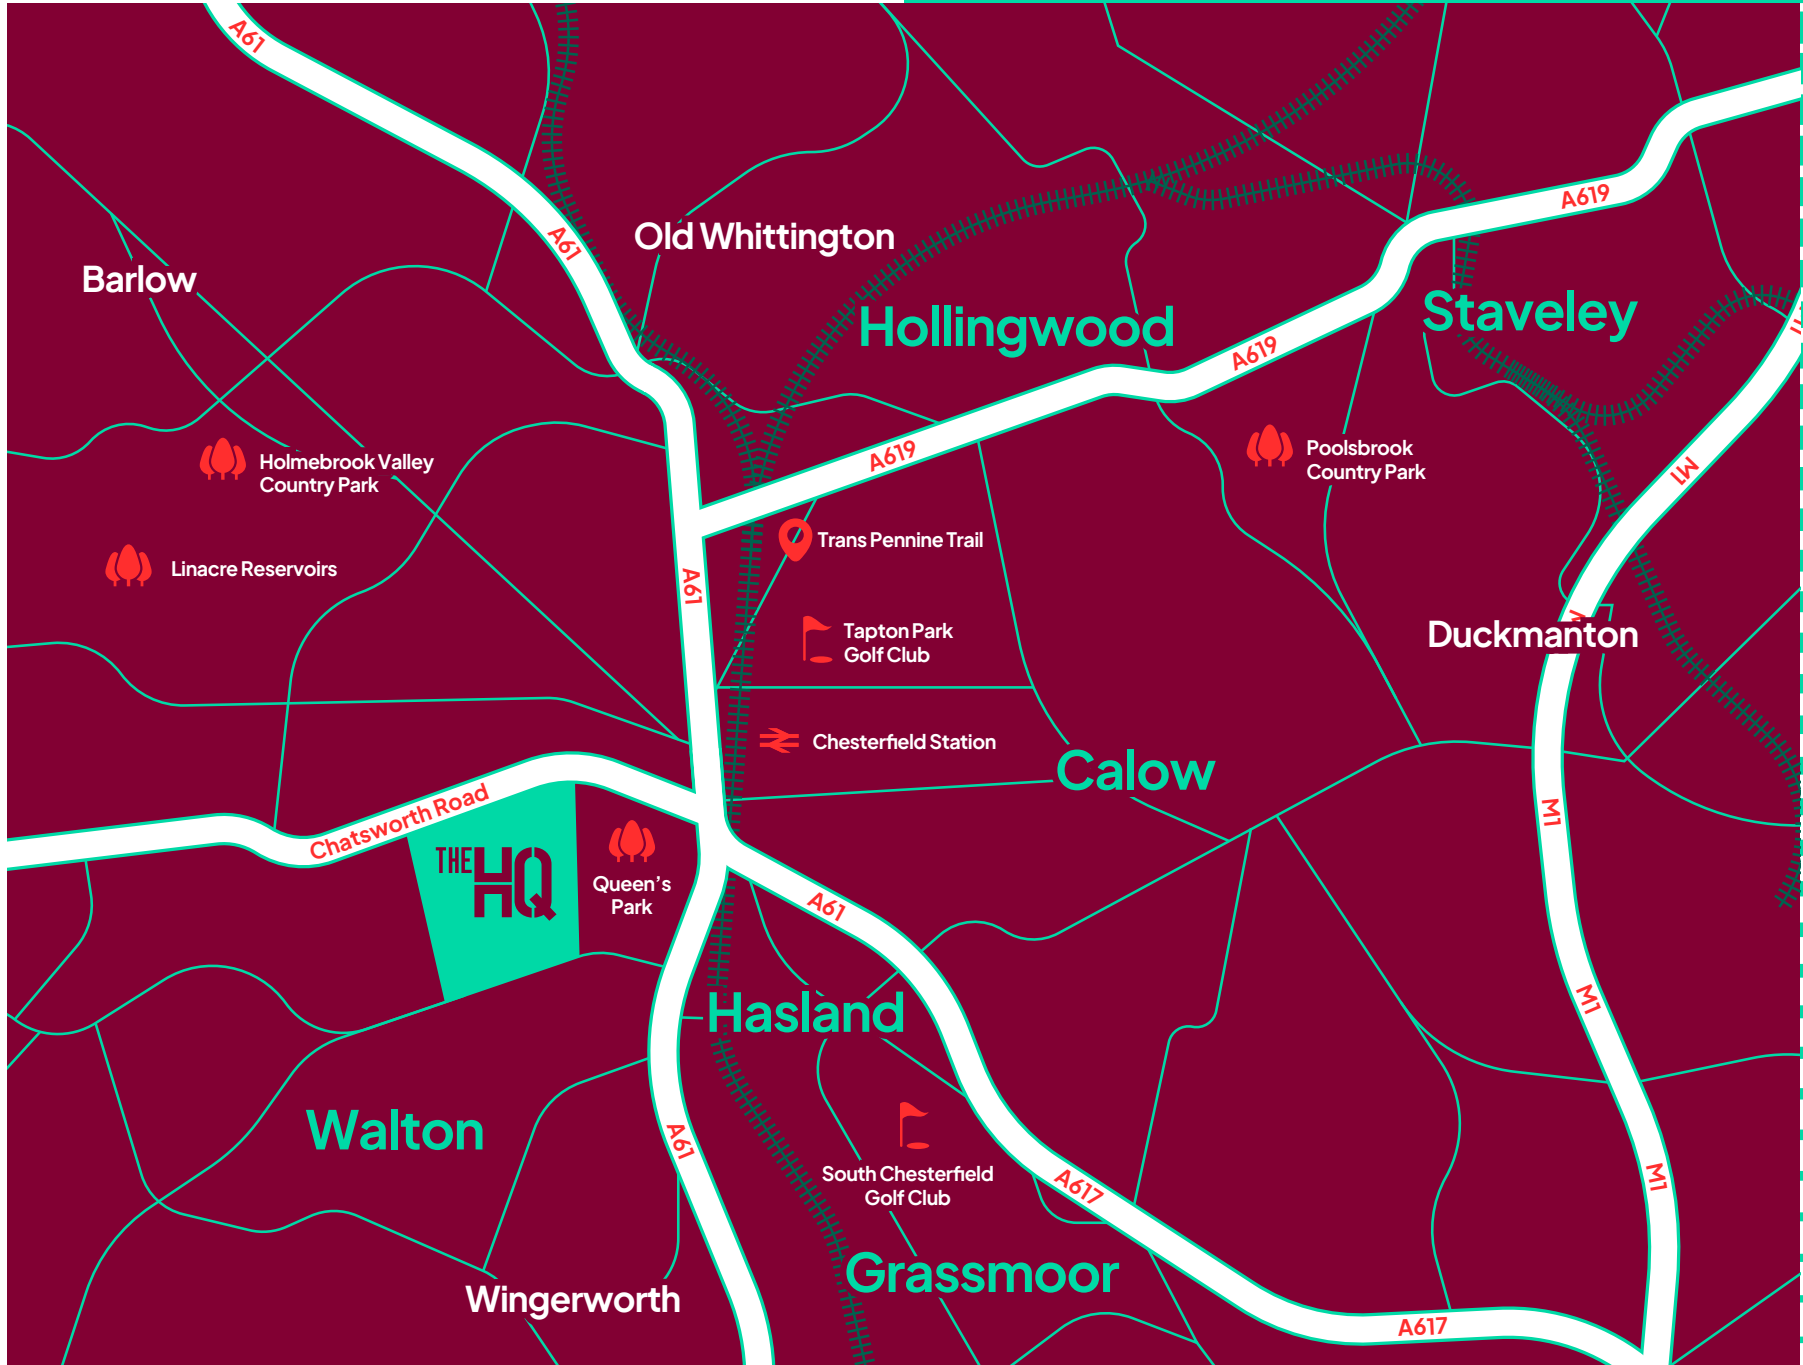 A61
A619
A61
Old Whittington
Barlow
Staveley
Hollingwood
A619
A619
Poolsbrook
Country Park
Holmebrook Valley
Country Park
M1
Trans Pennine Trail
Linacre Reservoirs
A61
Tapton Park
Golf Club
Duckmanton
Chesterfield Station
Calow
Chatsworth Road
M1
THE HQ
Queen's
Park
A61
M1
Hasland
Walton
A61
South Chesterfield
Golf Club
M1
A617
Grassmoor
Wingerworth
A617